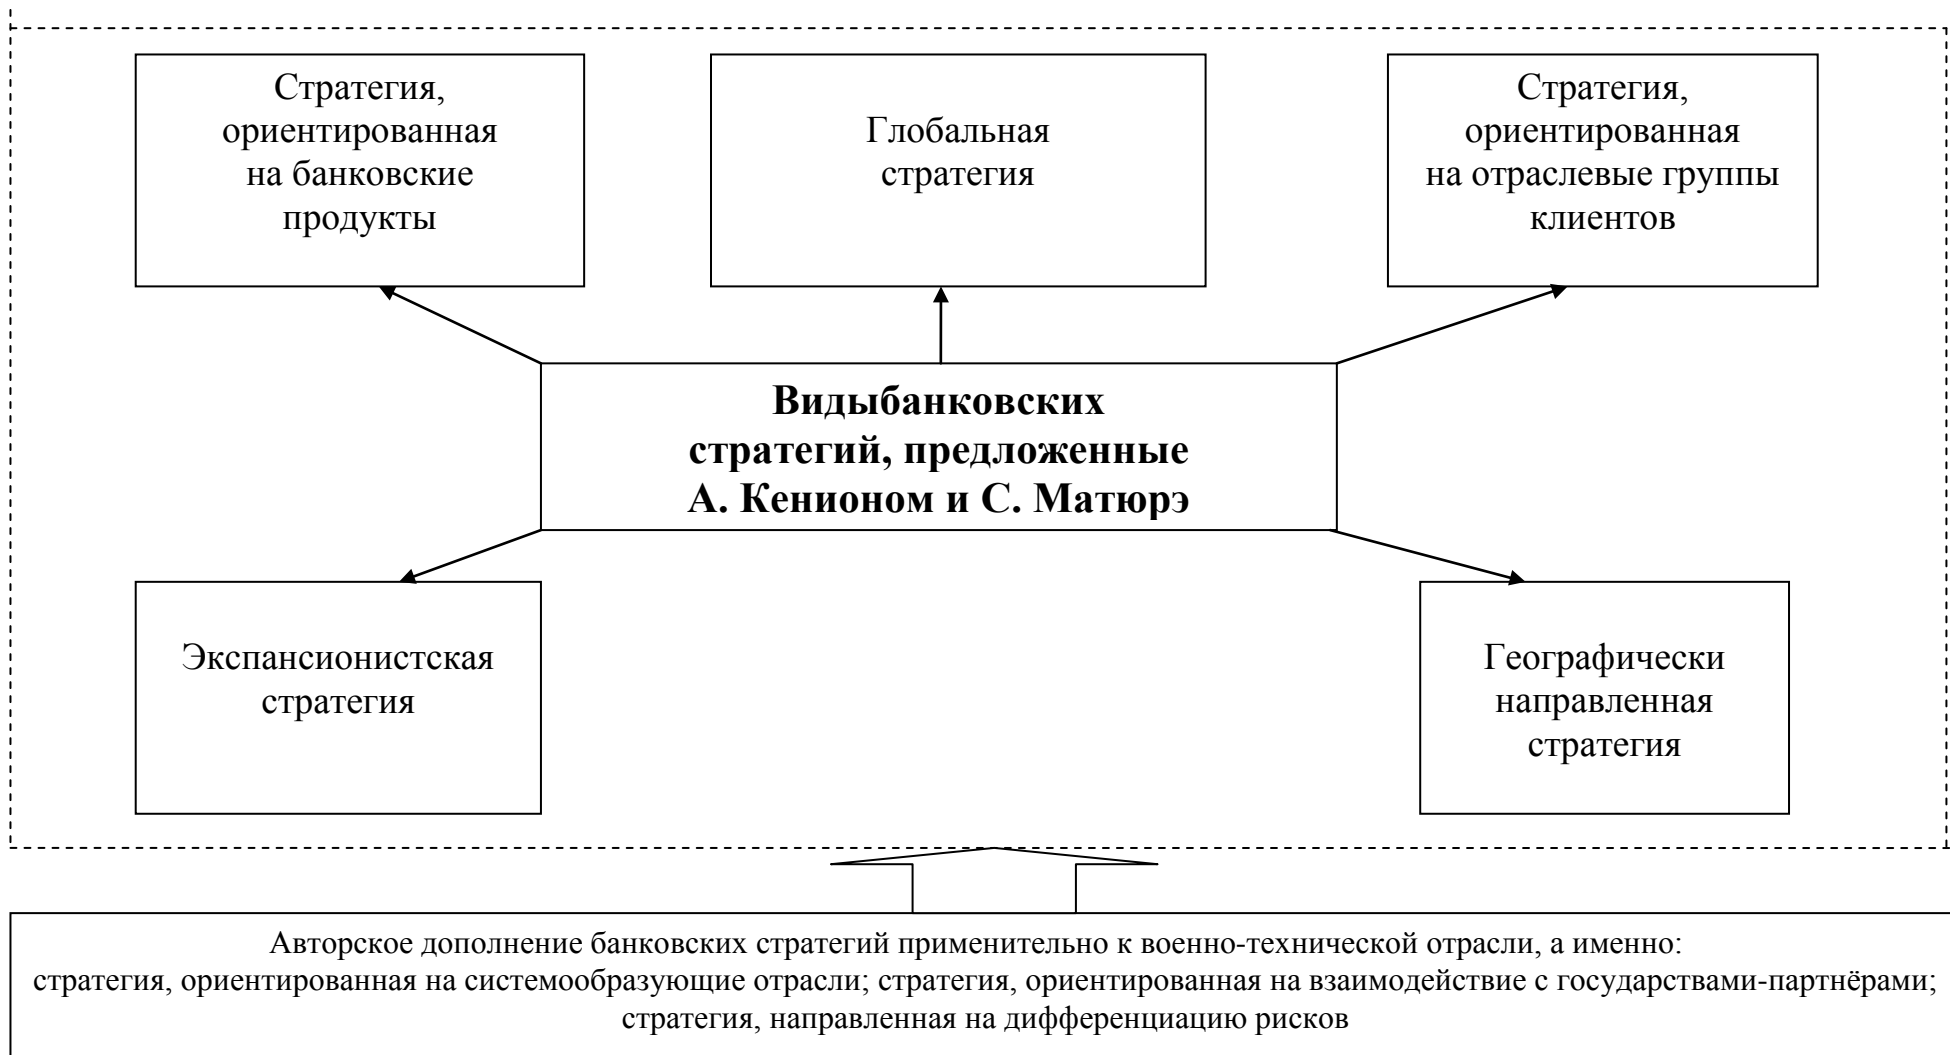 Стратегия,
ориентированная
на банковские
продукты
Глобальная
стратегия
Стратегия,
ориентированная
на отраслевые группы
клиентов
Видыбанковских
стратегий, предложенные
А. Кенионом и С. Матюрэ
Экспансионистская
стратегия
Географически
направленная
стратегия
Авторское дополнение банковских стратегий применительно к военно-технической отрасли, а именно:
стратегия, ориентированная на системообразующие отрасли; стратегия, ориентированная на взаимодействие с государствами-партнёрами;
стратегия, направленная на дифференциацию рисков